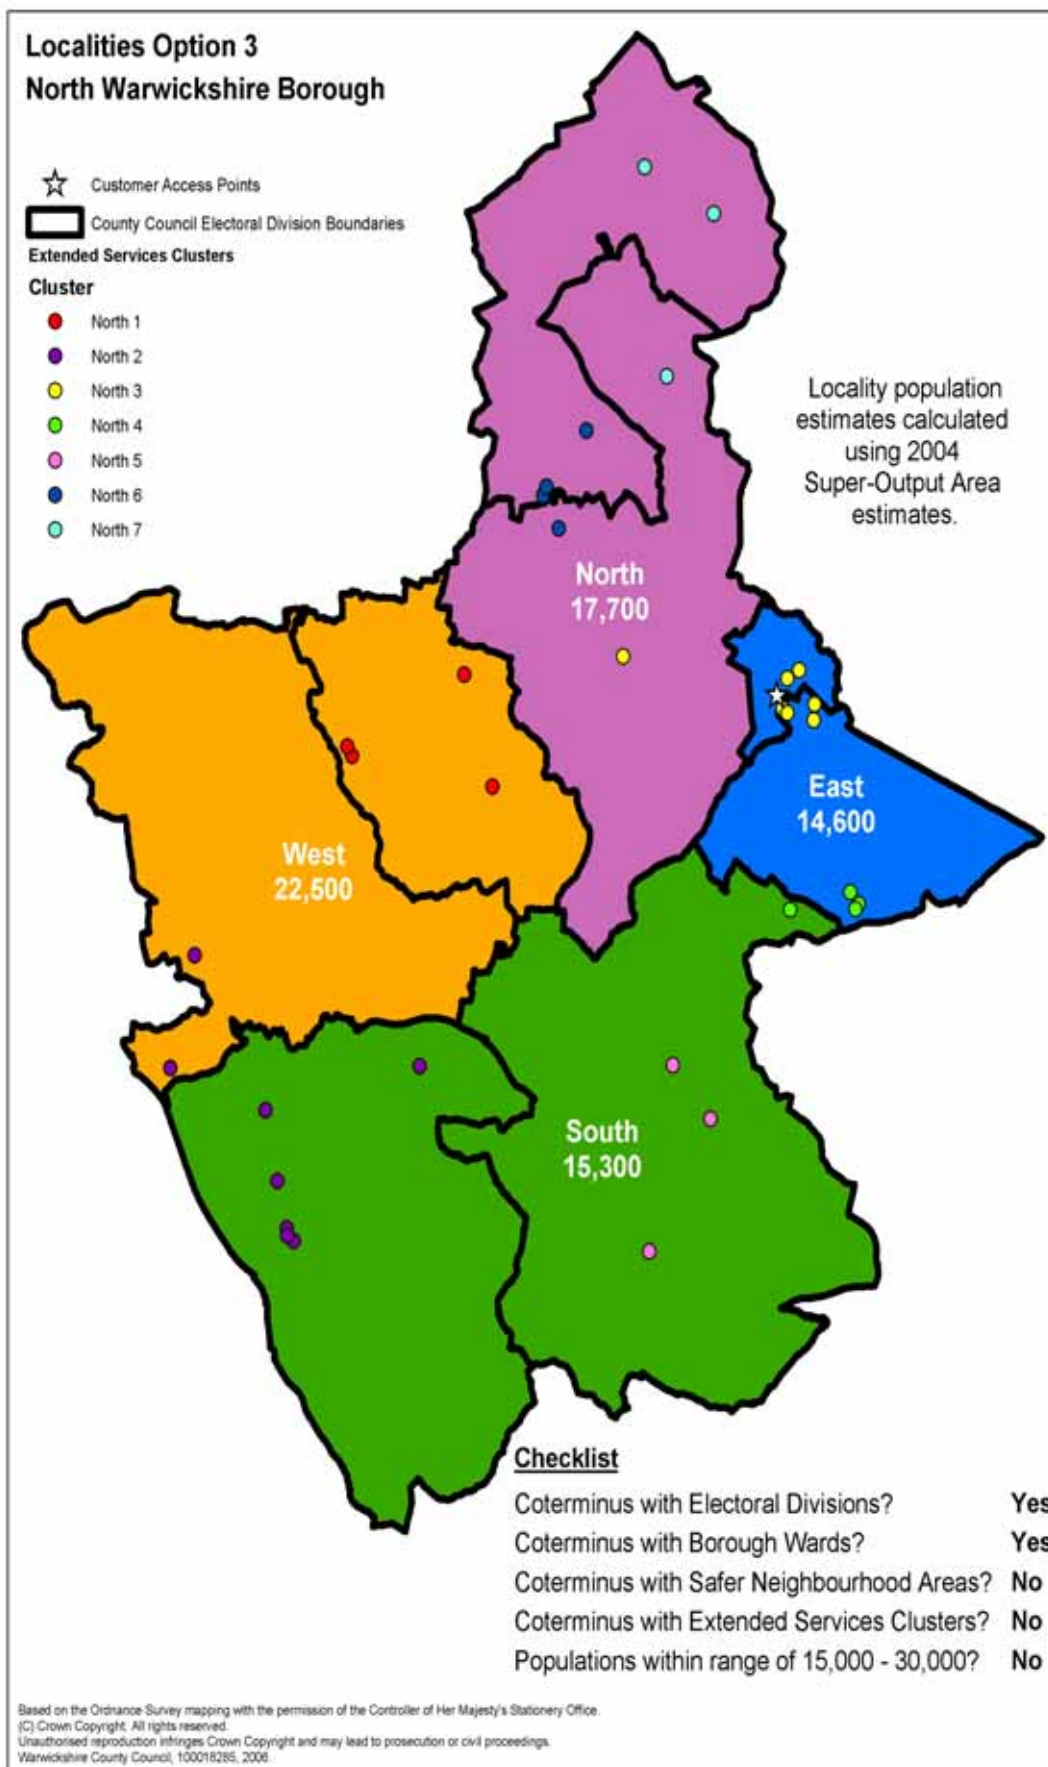 Localities Option 3
North Warwickshire Borough
Customer Access Points
County Council Electoral Division Boundaries
Extended Services Clusters
Cluster
North 1
North 2
North 3
North 4
North 5
North 6
North 7
Locality population
estimates calculated
using 2004
Super-Output Area
estimates.
North
17,700
East
14,600
West
22,500
South
15,300
Checklist
Coterminus with Electoral Divisions? Yes
Coterminus with Borough Wards? Yes
Coterminus with Safer Neighbourhood Areas? No
Coterminus with Extended Services Clusters? No
Populations within range of 15,000 - 30,000? No
Based on the Ordnance Survey mapping with the permission of the Controller of Her Majesty's Stationery Office.
(C) Crown Copyright. All rights reserved.
Unauthorised reproduction infringes Crown Copyright and may lead to prosecution or civil proceedings.
Warwickshire County Council, 100018285, 2006.